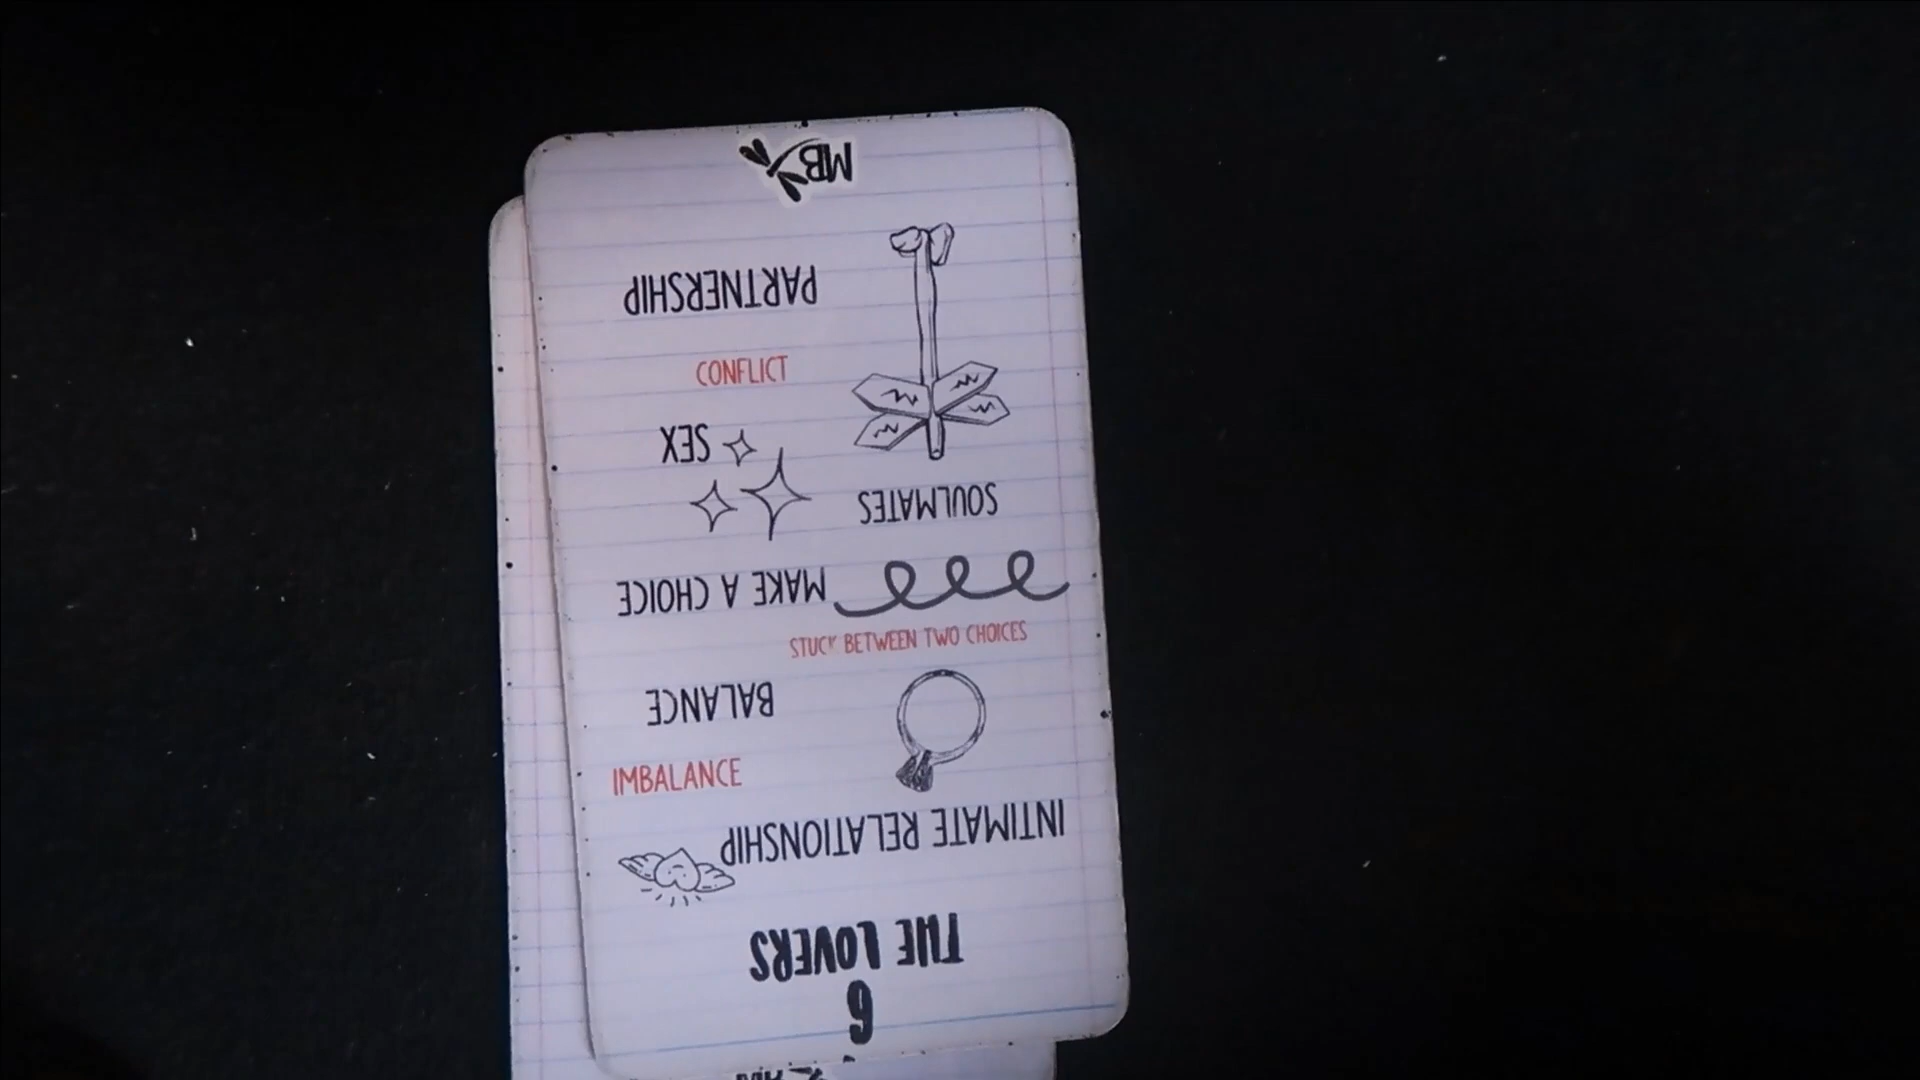 6
THE LOVERS
INTIMATE RELATIONSHIP
IMBALANCE
BALANCE
STUCK BETWEEN TWO CHOICES
MAKE A CHOICE
SOULMATES
SEX
CONFLICT
PARTNERSHIP
MB